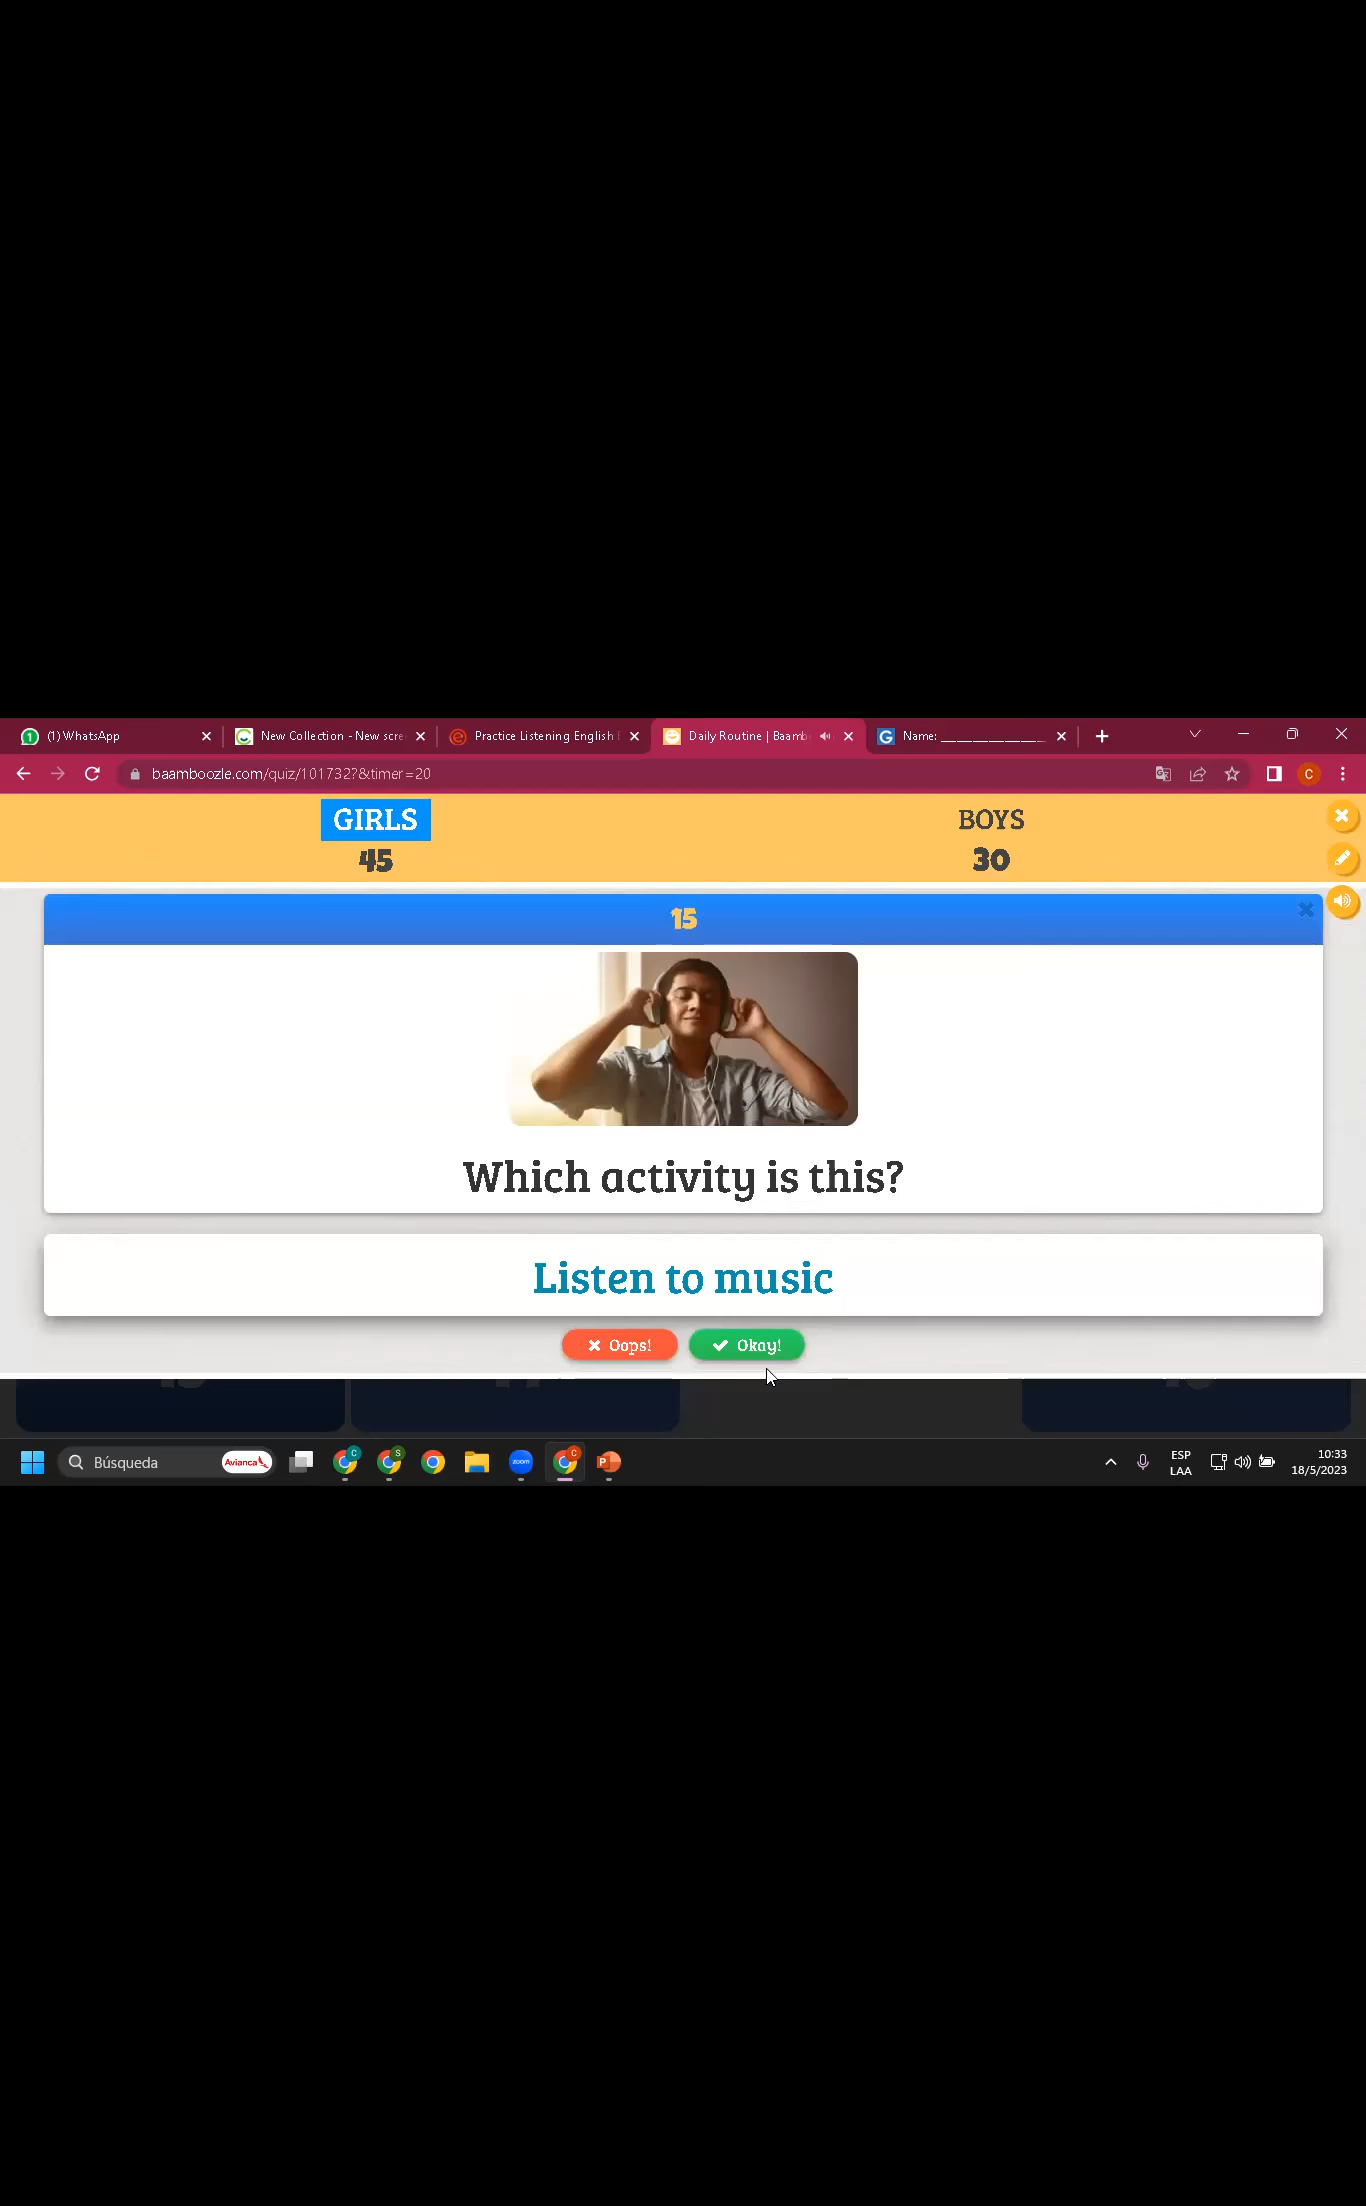 (1) WhatsApp
New Collection - New scre
Practice Listening English
Daily Routine | Baamb
Name: ____________________
baamboozle.com/quiz/101732?&timer=20
GIRLS
BOYS
45
30
15
Which activity is this?
Listen to music
Oops!
Okay!
Búsqueda
Avianca
zoom
ESP
LAA
10:33
18/5/2023